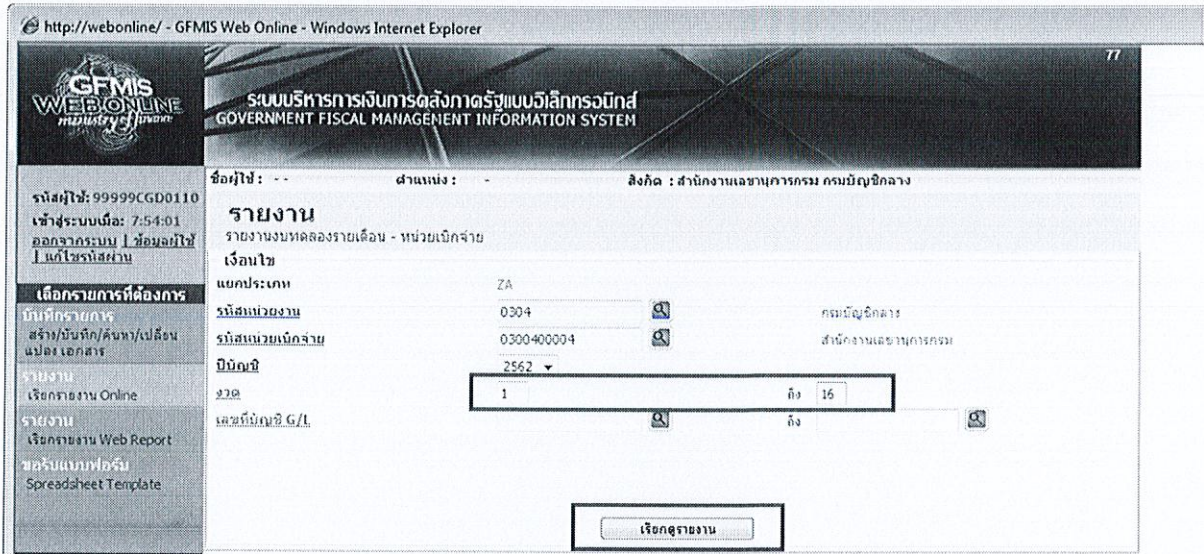 http://webonline/ - GFMIS Web Online - Windows Internet Explorer
77
GFMIS
WEB ONLINE
ministry of finance
ระบบบริหารการเงินการคลังภาครัฐแบบอิเล็กทรอนิกส์
GOVERNMENT FISCAL MANAGEMENT INFORMATION SYSTEM
ชื่อผู้ใช้ : - - ตำแหน่ง : - สังกัด : สำนักงานเลขานุการกรม กรมบัญชีกลาง
รหัสผู้ใช้: 99999CGD0110
เข้าสู่ระบบเมื่อ: 7:54:01
ออกจากระบบ | ข้อมูลผู้ใช้
| แก้ไขรหัสผ่าน
เลือกรายการที่ต้องการ
บันทึกรายการ
สร้าง/บันทึก/ค้นหา/เปลี่ยน
แปลง เอกสาร
รายงาน
เรียกรายงาน Online
รายงาน
เรียกรายงาน Web Report
ขอรับแบบฟอร์ม
Spreadsheet Template
รายงาน
รายงานงบทดลองรายเดือน - หน่วยเบิกจ่าย
เงื่อนไข
แยกประเภท ZA
รหัสหน่วยงาน 0304 กรมบัญชีกลาง
รหัสหน่วยเบิกจ่าย 0300400004 สำนักงานเลขานุการกรม
ปีบัญชี 2562
งวด 1 ถึง 16
เลขที่บัญชี G/L ถึง
เรียกดูรายงาน